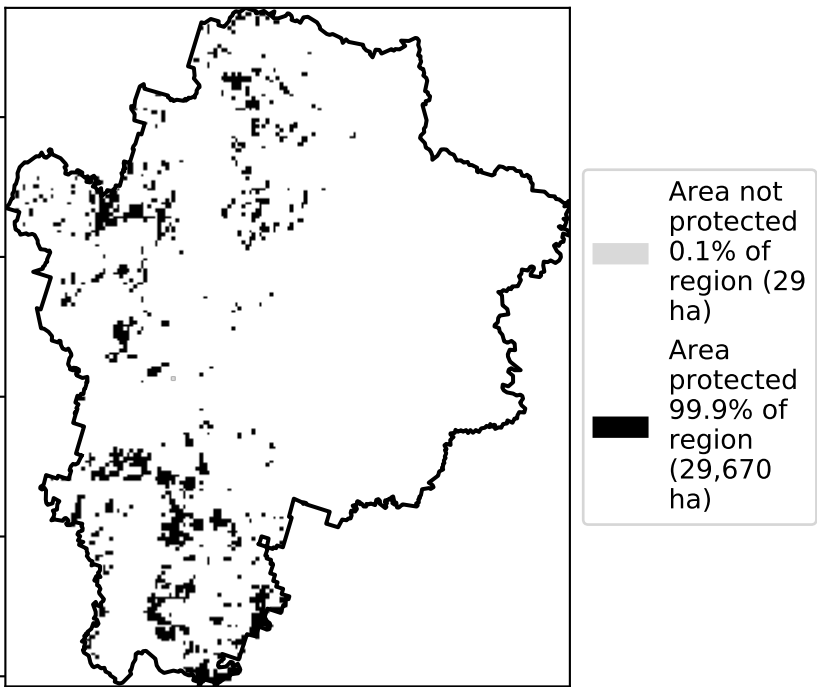 Area not
protected
0.1% of
region (29
ha)
Area
protected
99.9% of
region
(29,670
ha)